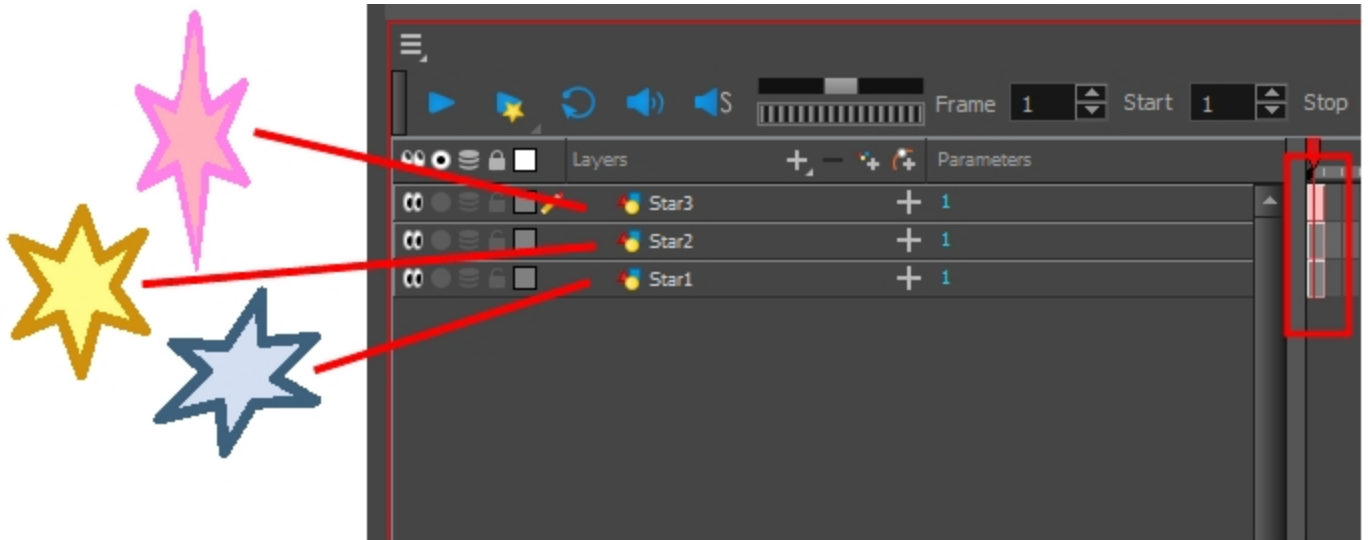 S Frame 1 Start 1 Stop
Layers Parameters
Star3 1
Star2 1
Star1 1